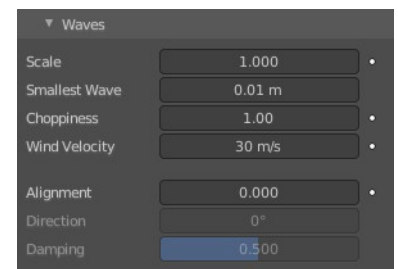 Waves
Scale 1.000
Smallest Wave 0.01 m
Choppiness 1.00
Wind Velocity 30 m/s
Alignment 0.000
Direction 0°
Damping 0.500